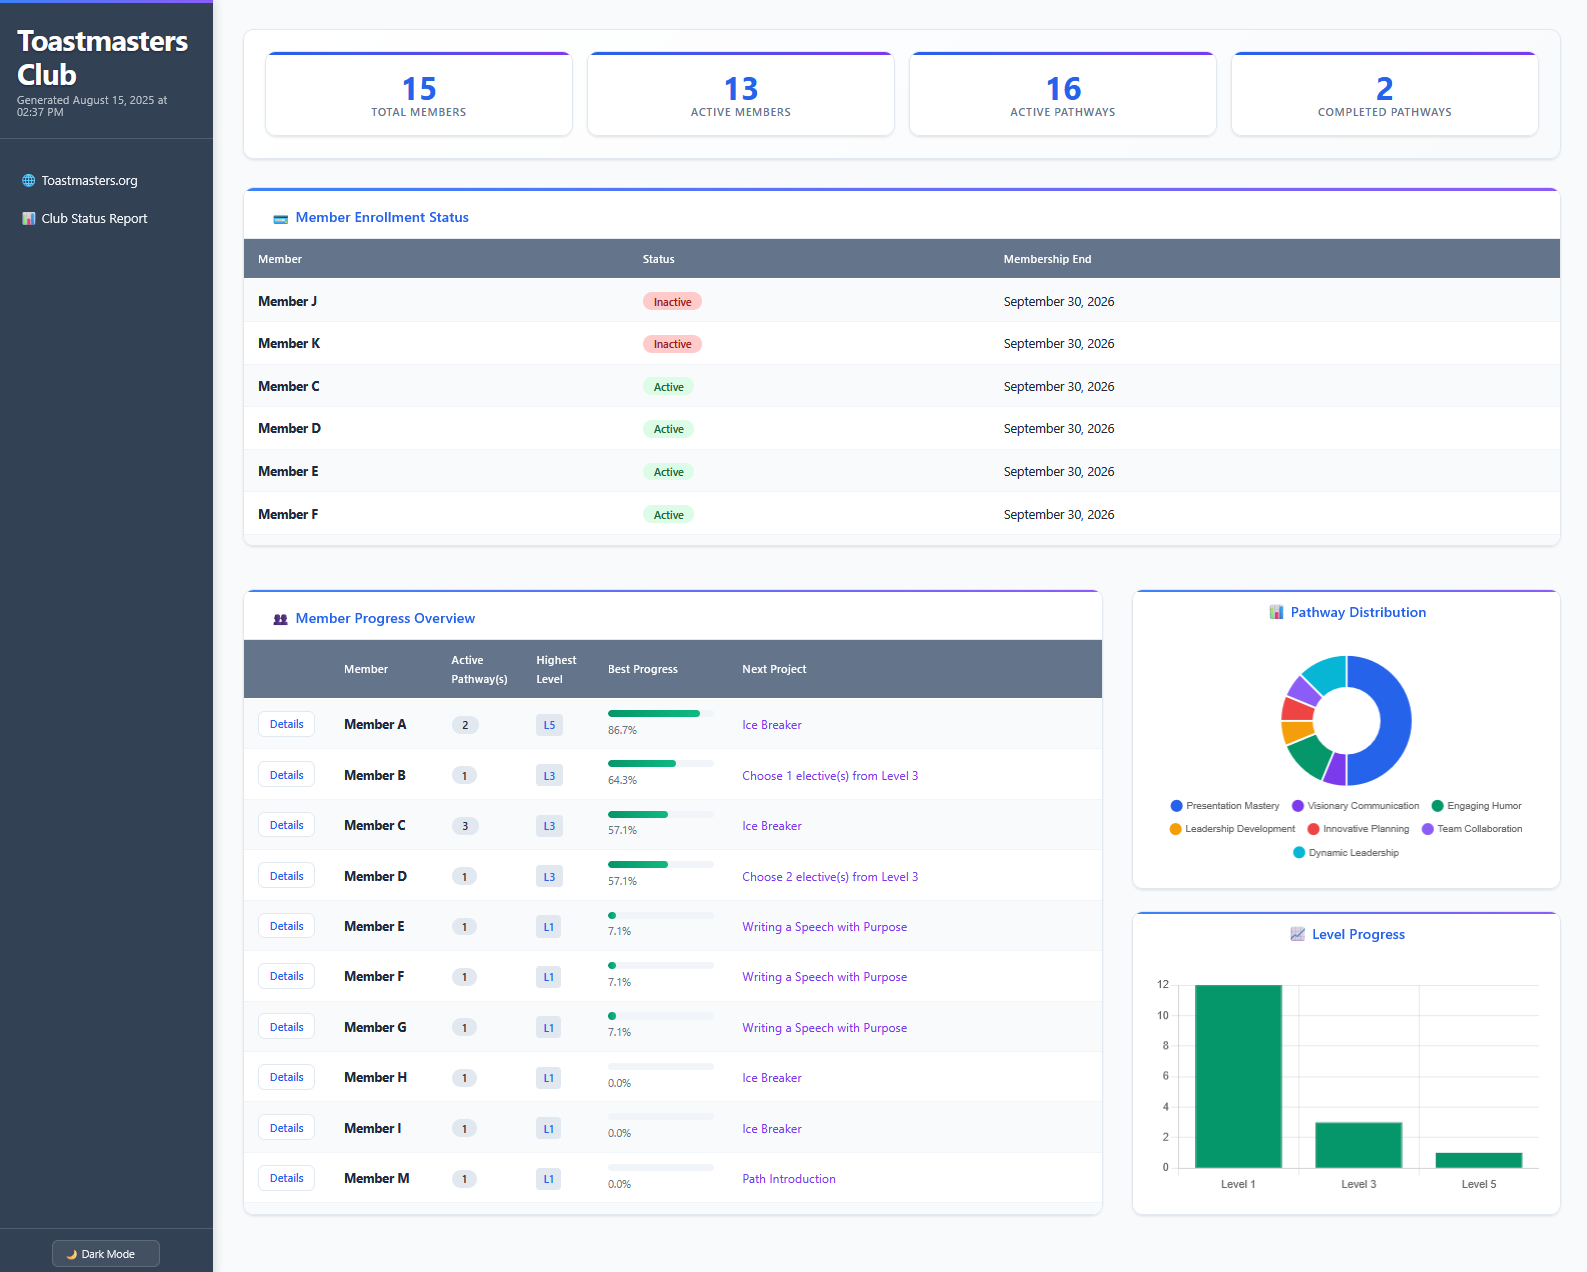 Toastmasters
Club
Generated August 15, 2025 at
02:37 PM
Toastmasters.org
Club Status Report
Dark Mode
15
TOTAL MEMBERS
13
ACTIVE MEMBERS
16
ACTIVE PATHWAYS
2
COMPLETED PATHWAYS
Member Enrollment Status
Member Status Membership End
Member J Inactive September 30, 2026
Member K Inactive September 30, 2026
Member C Active September 30, 2026
Member D Active September 30, 2026
Member E Active September 30, 2026
Member F Active September 30, 2026
Member Progress Overview
Member Active Pathway(s) Highest Level Best Progress Next Project
Details Member A 2 L5 86.7% Ice Breaker
Details Member B 1 L3 64.3% Choose 1 elective(s) from Level 3
Details Member C 3 L3 57.1% Ice Breaker
Details Member D 1 L3 57.1% Choose 2 elective(s) from Level 3
Details Member E 1 L1 7.1% Writing a Speech with Purpose
Details Member F 1 L1 7.1% Writing a Speech with Purpose
Details Member G 1 L1 7.1% Writing a Speech with Purpose
Details Member H 1 L1 0.0% Ice Breaker
Details Member I 1 L1 0.0% Ice Breaker
Details Member M 1 L1 0.0% Path Introduction
Pathway Distribution
Presentation Mastery Visionary Communication Engaging Humor
Leadership Development Innovative Planning Team Collaboration
Dynamic Leadership
Level Progress
12
10
8
6
4
2
0
Level 1 Level 3 Level 5